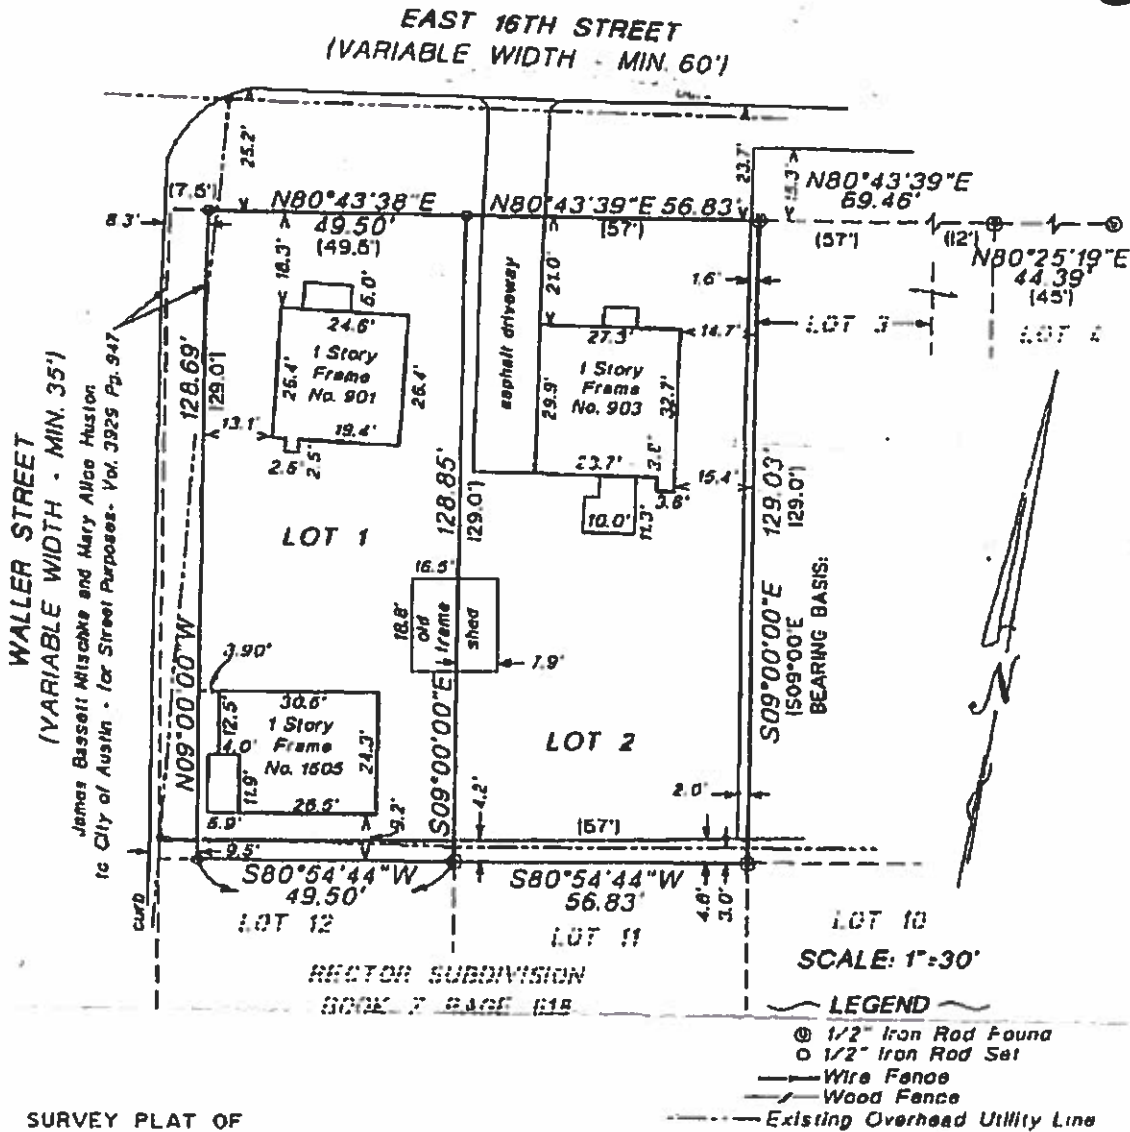 EAST 16TH STREET
(VARIABLE WIDTH - MIN. 60')
25.2'
23.7'
15.3'
(7.5')
N80°43'38"E
49.50'
(49.5')
N80°43'39"E 56.83'
(57')
N80°43'39"E
69.46'
(57')
(12')
N80°25'19"E
44.39'
(45')
LOT 3
LOT 4
18.3'
21.0'
1.6'
24.6'
1 Story
Frame
No. 901
26.4'
26.4'
19.4'
2.5'
13.1'
asphalt driveway
27.3'
1 Story
Frame
No. 903
29.9'
32.7'
23.7'
3.6'
10.0'
11.3'
14.7'
15.4'
WALLER STREET
(VARIABLE WIDTH - MIN. 35')
James Bassett Mitschke and Mary Alice Huston
to City of Austin - for Street Purposes- Vol. 3925 Pg. 947
128.69'
(129.0')
N09°00'00"W
128.85'
(129.0')
S09°00'00"E
129.03'
(129.0')
S09°00'00"E
(S09°00'E
BEARING BASIS:
LOT 1
LOT 2
16.5'
18.8'
old frame shed
7.9'
3.90'
30.6'
1 Story
Frame
No. 1605
12.5'
4.0'
11.9'
24.3'
26.5'
5.9'
9.2'
9.5'
4.2'
(57')
2.0'
3.0'
S80°54'44"W
49.50'
S80°54'44"W
56.83'
curb
LOT 12
LOT 11
LOT 10
RECTOR SUBDIVISION
N
SCALE: 1"=30'
LEGEND
1/2" Iron Rod Found
1/2" Iron Rod Set
Wire Fence
Wood Fence
Existing Overhead Utility Line
SURVEY PLAT OF